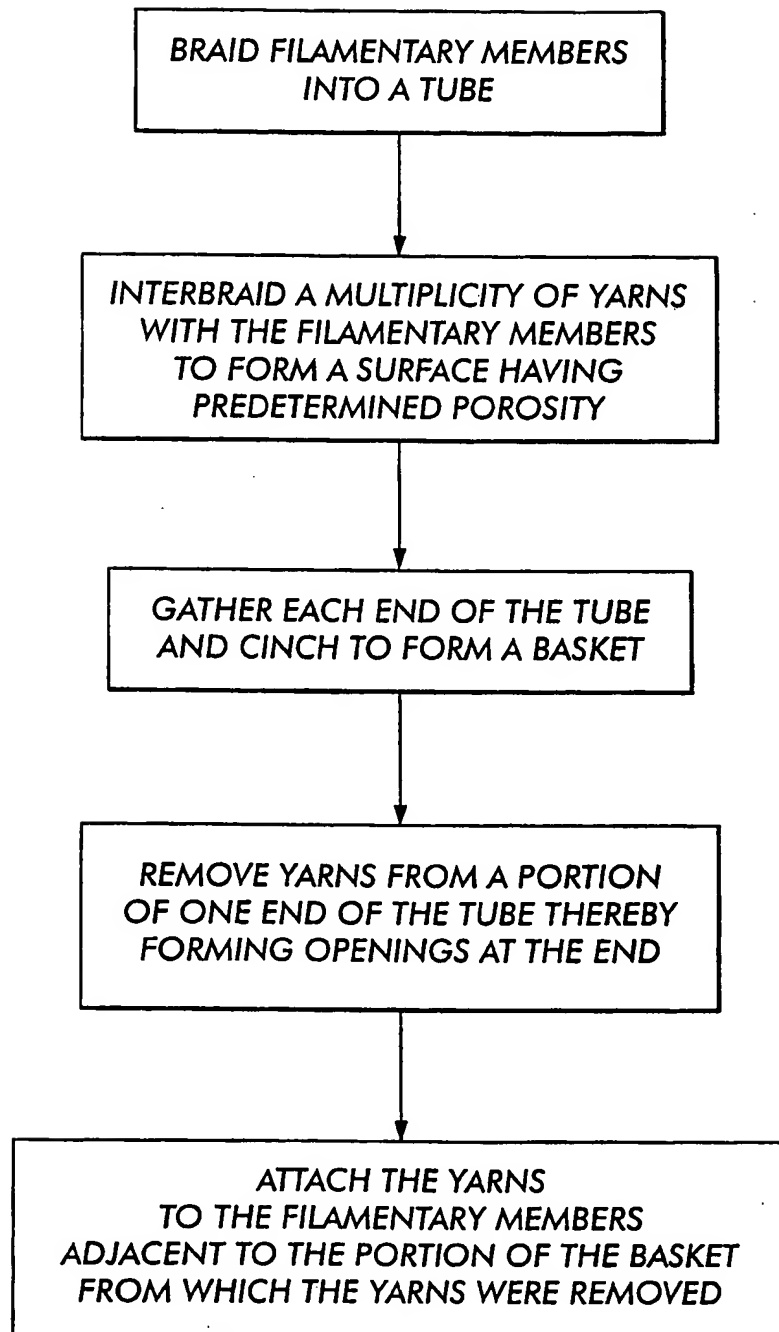 BRAID FILAMENTARY MEMBERS
INTO A TUBE
INTERBRAID A MULTIPLICITY OF YARNS
WITH THE FILAMENTARY MEMBERS
TO FORM A SURFACE HAVING
PREDETERMINED POROSITY
GATHER EACH END OF THE TUBE
AND CINCH TO FORM A BASKET
REMOVE YARNS FROM A PORTION
OF ONE END OF THE TUBE THEREBY
FORMING OPENINGS AT THE END
ATTACH THE YARNS
TO THE FILAMENTARY MEMBERS
ADJACENT TO THE PORTION OF THE BASKET
FROM WHICH THE YARNS WERE REMOVED